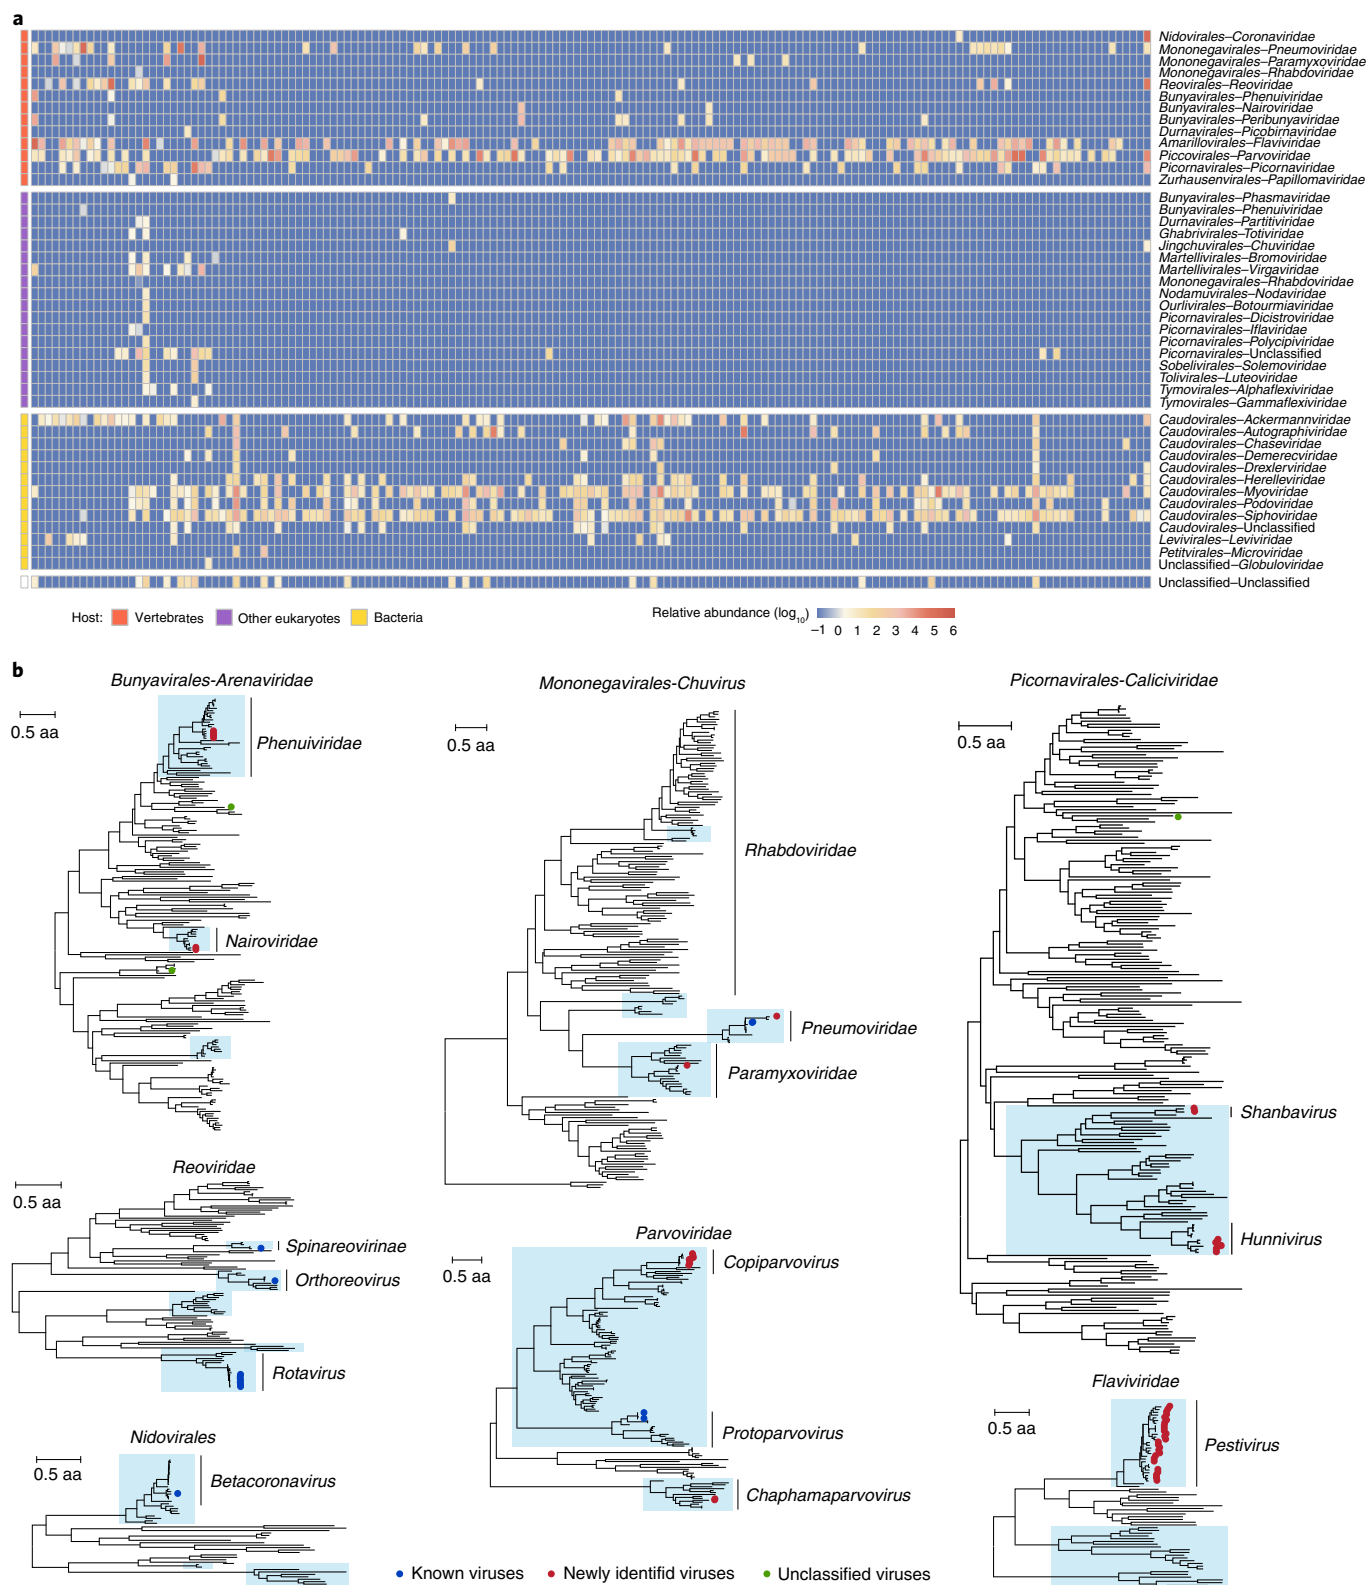 a
Nidovirales–Coronaviridae
Mononegavirales–Pneumoviridae
Mononegavirales–Paramyxoviridae
Mononegavirales–Rhabdoviridae
Reovirales–Reoviridae
Bunyavirales–Phenuiviridae
Bunyavirales–Nairoviridae
Bunyavirales–Peribunyaviridae
Durnavirales–Picobirnaviridae
Amarillovirales–Flaviviridae
Piccovirales–Parvoviridae
Picornavirales–Picornaviridae
Zurhausenvirales–Papillomaviridae
Bunyavirales–Phasmaviridae
Bunyavirales–Phenuiviridae
Durnavirales–Partitiviridae
Ghabrivirales–Totiviridae
Jingchuvirales–Chuviridae
Martellivirales–Bromoviridae
Martellivirales–Virgaviridae
Mononegavirales–Rhabdoviridae
Nodamuvirales–Nodaviridae
Ourlivirales–Botourmiaviridae
Picornavirales–Dicistroviridae
Picornavirales–Iflaviridae
Picornavirales–Polycipiviridae
Picornavirales–Unclassified
Sobelivirales–Solemoviridae
Tolivirales–Luteoviridae
Tymovirales–Alphaflexiviridae
Tymovirales–Gammaflexiviridae
Caudovirales–Ackermannviridae
Caudovirales–Autographiviridae
Caudovirales–Chaseviridae
Caudovirales–Demerecviridae
Caudovirales–Drexlerviridae
Caudovirales–Herelleviridae
Caudovirales–Myoviridae
Caudovirales–Podoviridae
Caudovirales–Siphoviridae
Caudovirales–Unclassified
Levivirales–Leviviridae
Petitvirales–Microviridae
Unclassified–Globuloviridae
Unclassified–Unclassified
Host: Vertebrates Other eukaryotes Bacteria
Relative abundance (log10)
–1 0 1 2 3 4 5 6
b
Bunyavirales-Arenaviridae
0.5 aa
Phenuiviridae
Nairoviridae
Mononegavirales-Chuvirus
0.5 aa
Rhabdoviridae
Pneumoviridae
Paramyxoviridae
Picornavirales-Caliciviridae
0.5 aa
Shanbavirus
Hunnivirus
Reoviridae
0.5 aa
Spinareovirinae
Orthoreovirus
Rotavirus
Parvoviridae
0.5 aa
Copiparvovirus
Protoparvovirus
Chaphamaparvovirus
Flaviviridae
0.5 aa
Pestivirus
Nidovirales
0.5 aa
Betacoronavirus
Known viruses Newly identifid viruses Unclassified viruses